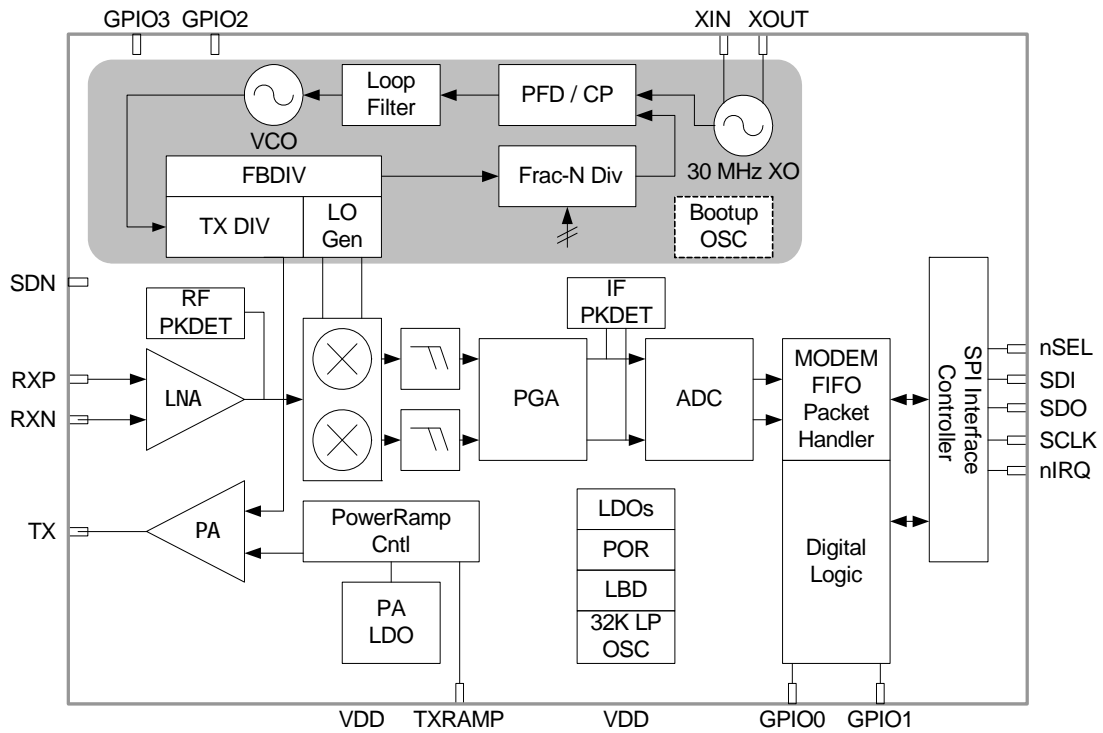 GPIO3 GPIO2
XIN XOUT
Loop
Filter
PFD / CP
VCO
30 MHz XO
FBDIV
Frac-N Div
TX DIV
LO
Gen
Bootup
OSC
SDN
RF
PKDET
IF
PKDET
RXP
RXN
LNA
PGA
ADC
MODEM
FIFO
Packet
Handler
SPI Interface
Controller
nSEL
SDI
SDO
SCLK
nIRQ
TX
PA
PowerRamp
Cntl
PA
LDO
LDOs
POR
LBD
32K LP
OSC
Digital
Logic
VDD
TXRAMP
VDD
GPIO0
GPIO1